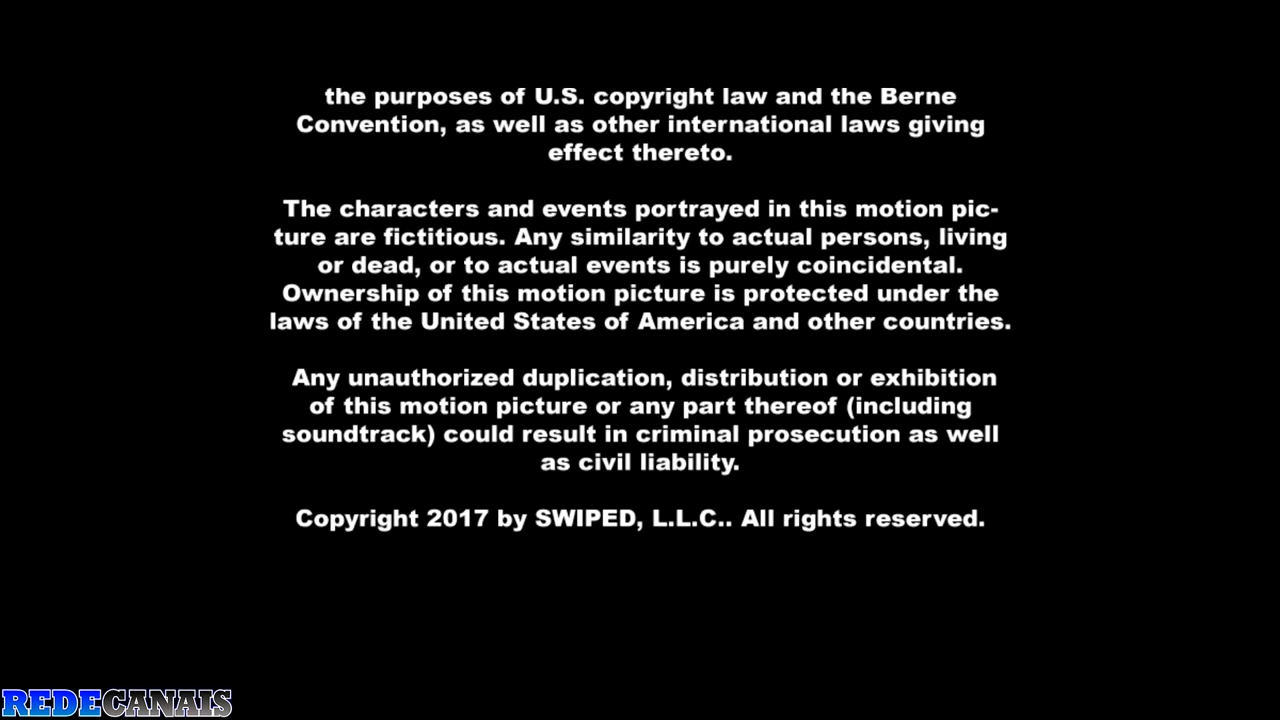 the purposes of U.S. copyright law and the Berne
Convention, as well as other international laws giving
effect thereto.
The characters and events portrayed in this motion pic-
ture are fictitious. Any similarity to actual persons, living
or dead, or to actual events is purely coincidental.
Ownership of this motion picture is protected under the
laws of the United States of America and other countries.
Any unauthorized duplication, distribution or exhibition
of this motion picture or any part thereof (including
soundtrack) could result in criminal prosecution as well
as civil liability.
Copyright 2017 by SWIPED, L.L.C.. All rights reserved.
REDECANAIS